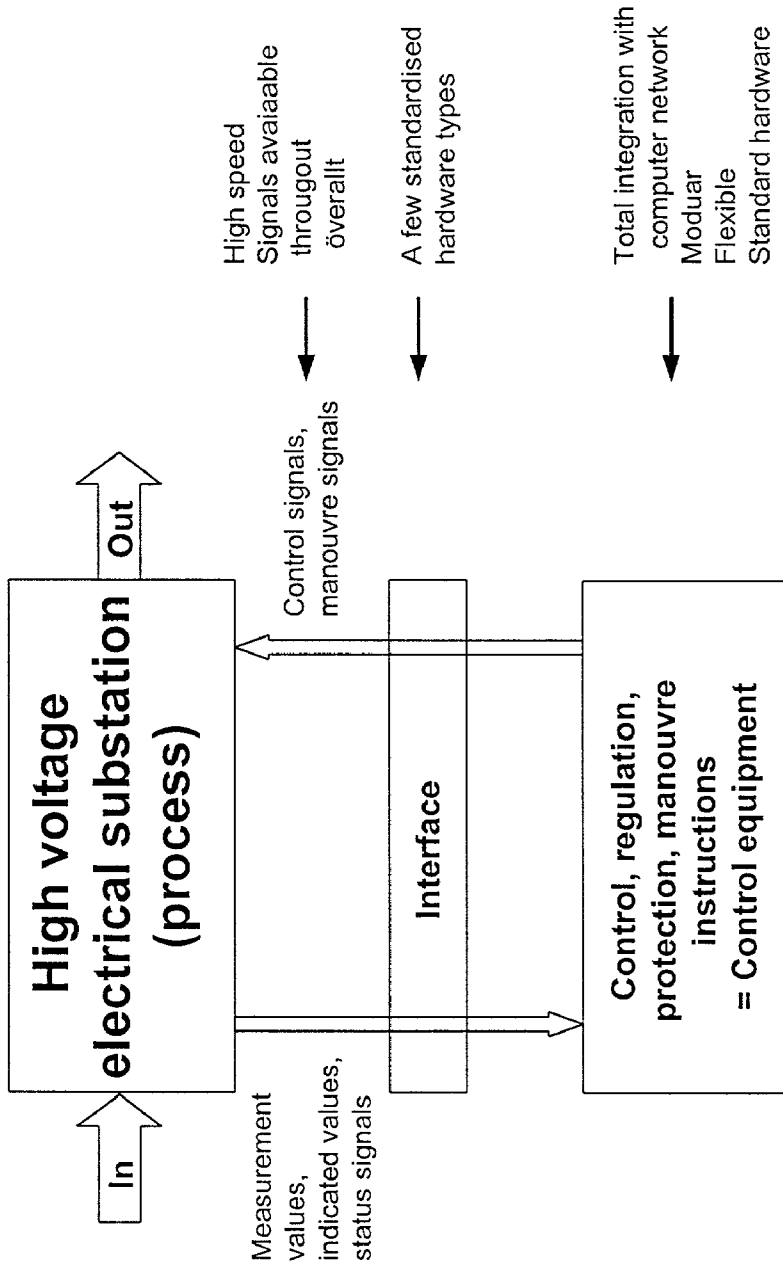 In
High voltage
electrical substation
(process)
Out
Measurement
values,
indicated values,
status signals
Control signals,
manouvre signals
High speed
Signals avaiaable
througout
överallt
Interface
A few standardised
hardware types
Control, regulation,
protection, manouvre
instructions
= Control equipment
Total integration with
computer network
Moduar
Flexible
Standard hardware